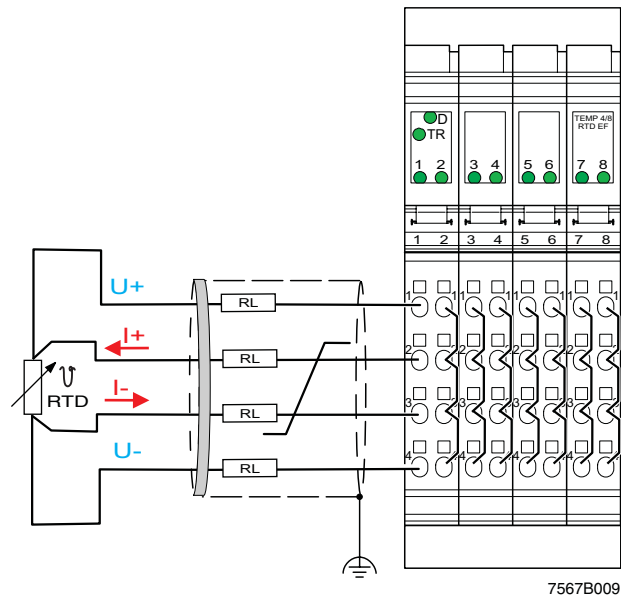 TEMP 4/8
RTD EF
D
TR
1 2 3 4 5 6 7 8
1 2 3 4 5 6 7 8
U+
RL
1 1 1 1 1 1 1 1
I+
RL
2 2 2 2 2 2 2 2
ϑ
RTD
I-
RL
3 3 3 3 3 3 3 3
U-
RL
4 4 4 4 4 4 4 4
7567B009